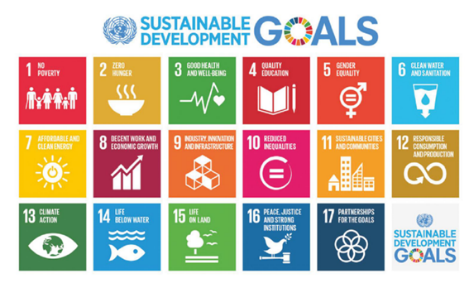 SUSTAINABLE
DEVELOPMENT GOALS
1 NO
POVERTY
2 ZERO
HUNGER
3 GOOD HEALTH
AND WELL-BEING
4 QUALITY
EDUCATION
5 GENDER
EQUALITY
6 CLEAN WATER
AND SANITATION
7 AFFORDABLE AND
CLEAN ENERGY
8 DECENT WORK AND
ECONOMIC GROWTH
9 INDUSTRY, INNOVATION
AND INFRASTRUCTURE
10 REDUCED
INEQUALITIES
11 SUSTAINABLE CITIES
AND COMMUNITIES
12 RESPONSIBLE
CONSUMPTION
AND PRODUCTION
13 CLIMATE
ACTION
14 LIFE
BELOW WATER
15 LIFE
ON LAND
16 PEACE, JUSTICE
AND STRONG
INSTITUTIONS
17 PARTNERSHIPS
FOR THE GOALS
SUSTAINABLE
DEVELOPMENT
GOALS